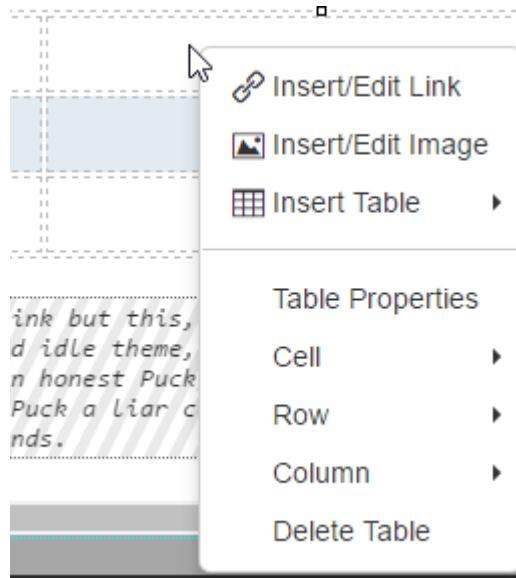 Insert/Edit Link
Insert/Edit Image
Insert Table
Table Properties
Cell
Row
Column
Delete Table
ink but this,
d idle theme,
n honest Puck
Puck a liar c
nds.